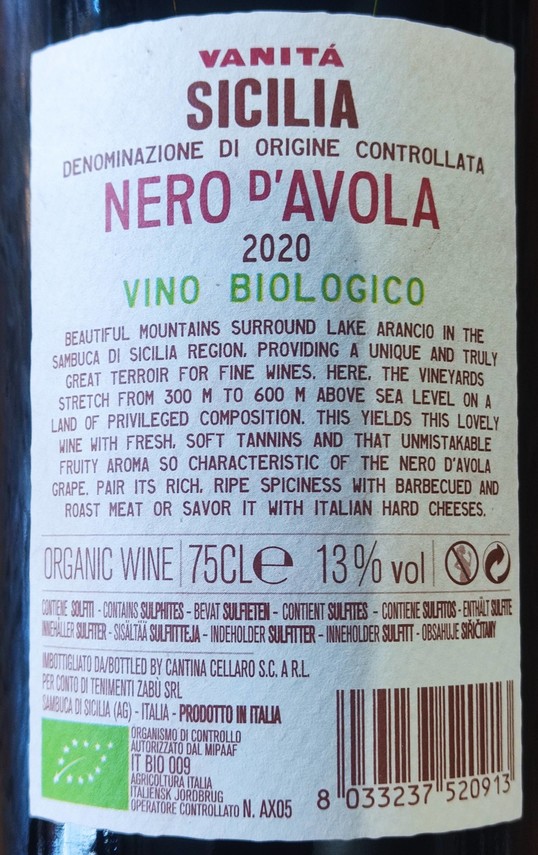 VANITÁ
SICILIA
DENOMINAZIONE DI ORIGINE CONTROLLATA
NERO D'AVOLA
2020
VINO BIOLOGICO
BEAUTIFUL MOUNTAINS SURROUND LAKE ARANCIO IN THE
SAMBUCA DI SICILIA REGION, PROVIDING A UNIQUE AND TRULY
GREAT TERROIR FOR FINE WINES. HERE, THE VINEYARDS
STRETCH FROM 300 M TO 600 M ABOVE SEA LEVEL ON A
LAND OF PRIVILEGED COMPOSITION. THIS YIELDS THIS LOVELY
WINE WITH FRESH, SOFT TANNINS AND THAT UNMISTAKABLE
FRUITY AROMA SO CHARACTERISTIC OF THE NERO D'AVOLA
GRAPE. PAIR ITS RICH, RIPE SPICINESS WITH BARBECUED AND
ROAST MEAT OR SAVOR IT WITH ITALIAN HARD CHEESES.
ORGANIC WINE 75CL℮ 13% vol
CONTIENE SOLFITI - CONTAINS SULPHITES - BEVAT SULFIETEN - CONTIENT SULFITES - CONTIENE SULFITOS - ENTHÄLT SULFITE
INNEHÅLLER SULFITER - SISÄLTÄÄ SULFIITTEJA - INDEHOLDER SULFITTER - INNEHOLDER SULFITT - OBSAHUJE SIŘIČITANY
IMBOTTIGLIATO DA/BOTTLED BY CANTINA CELLARO S.C. A R.L.
PER CONTO DI TENIMENTI ZABÙ SRL
SAMBUCA DI SICILIA (AG) - ITALIA - PRODOTTO IN ITALIA
ORGANISMO DI CONTROLLO
AUTORIZZATO DAL MIPAAF
IT BIO 009
AGRICOLTURA ITALIA
ITALIENSK JORDBRUG
OPERATORE CONTROLLATO N. AX05
8 033237 520913